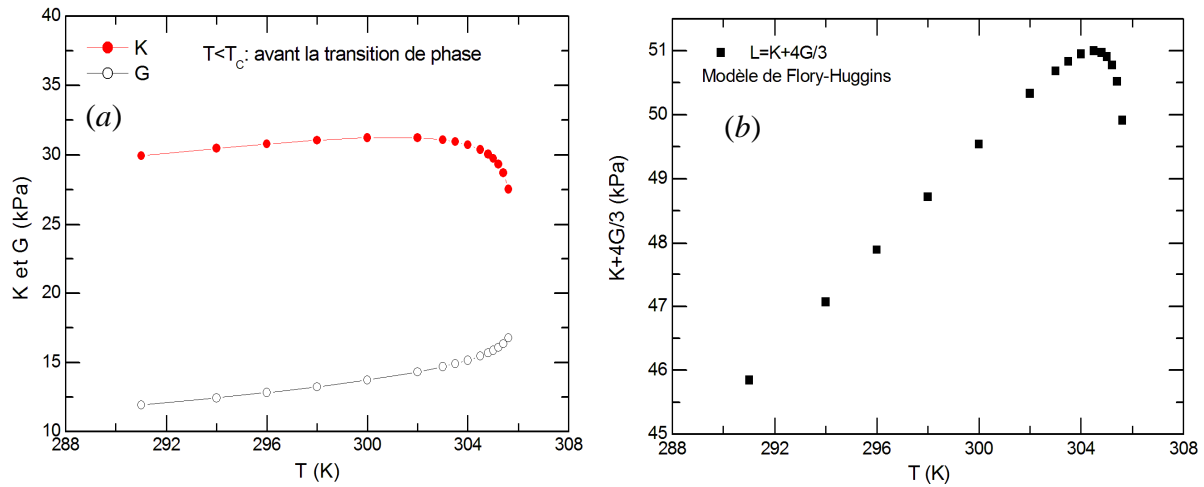 40
35
30
25
20
15
10
K et G (kPa)
K
G
T<T_C: avant la transition de phase
(a)
288 292 296 300 304 308
T (K)
51
50
49
48
47
46
45
K+4G/3 (kPa)
L=K+4G/3
Modèle de Flory-Huggins
(b)
288 292 296 300 304 308
T (K)